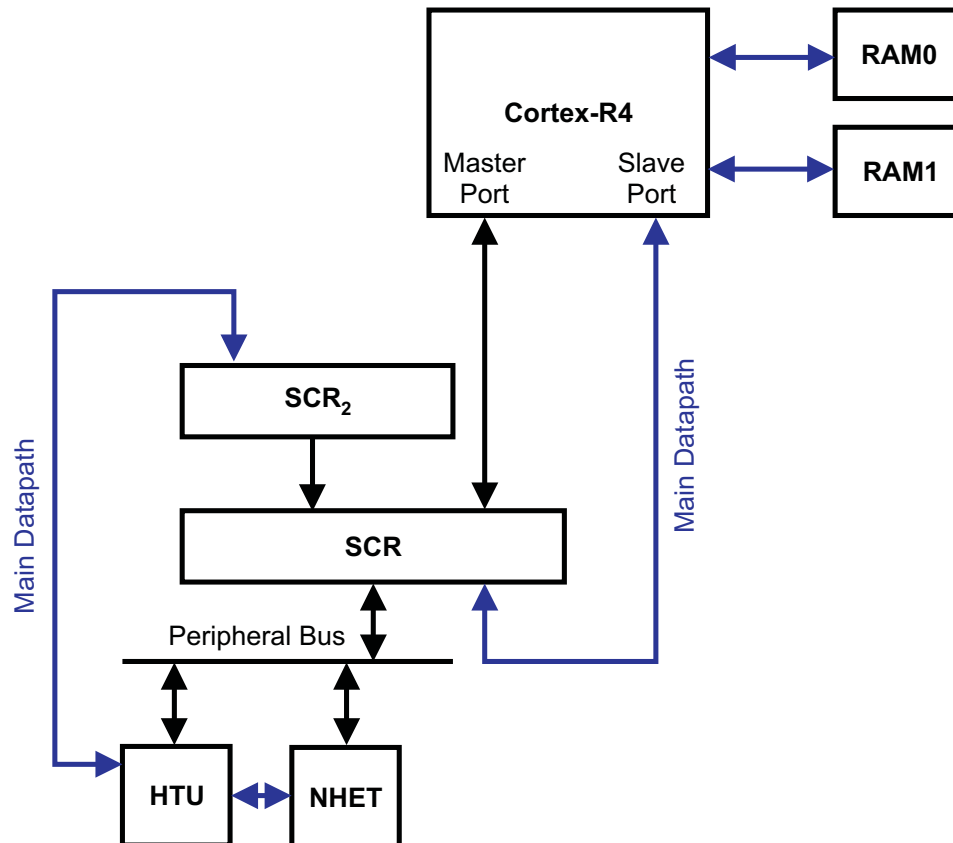 RAM0
Cortex-R4
Master
Port
Slave
Port
RAM1
SCR₂
Main Datapath
Main Datapath
SCR
Peripheral Bus
HTU
NHET